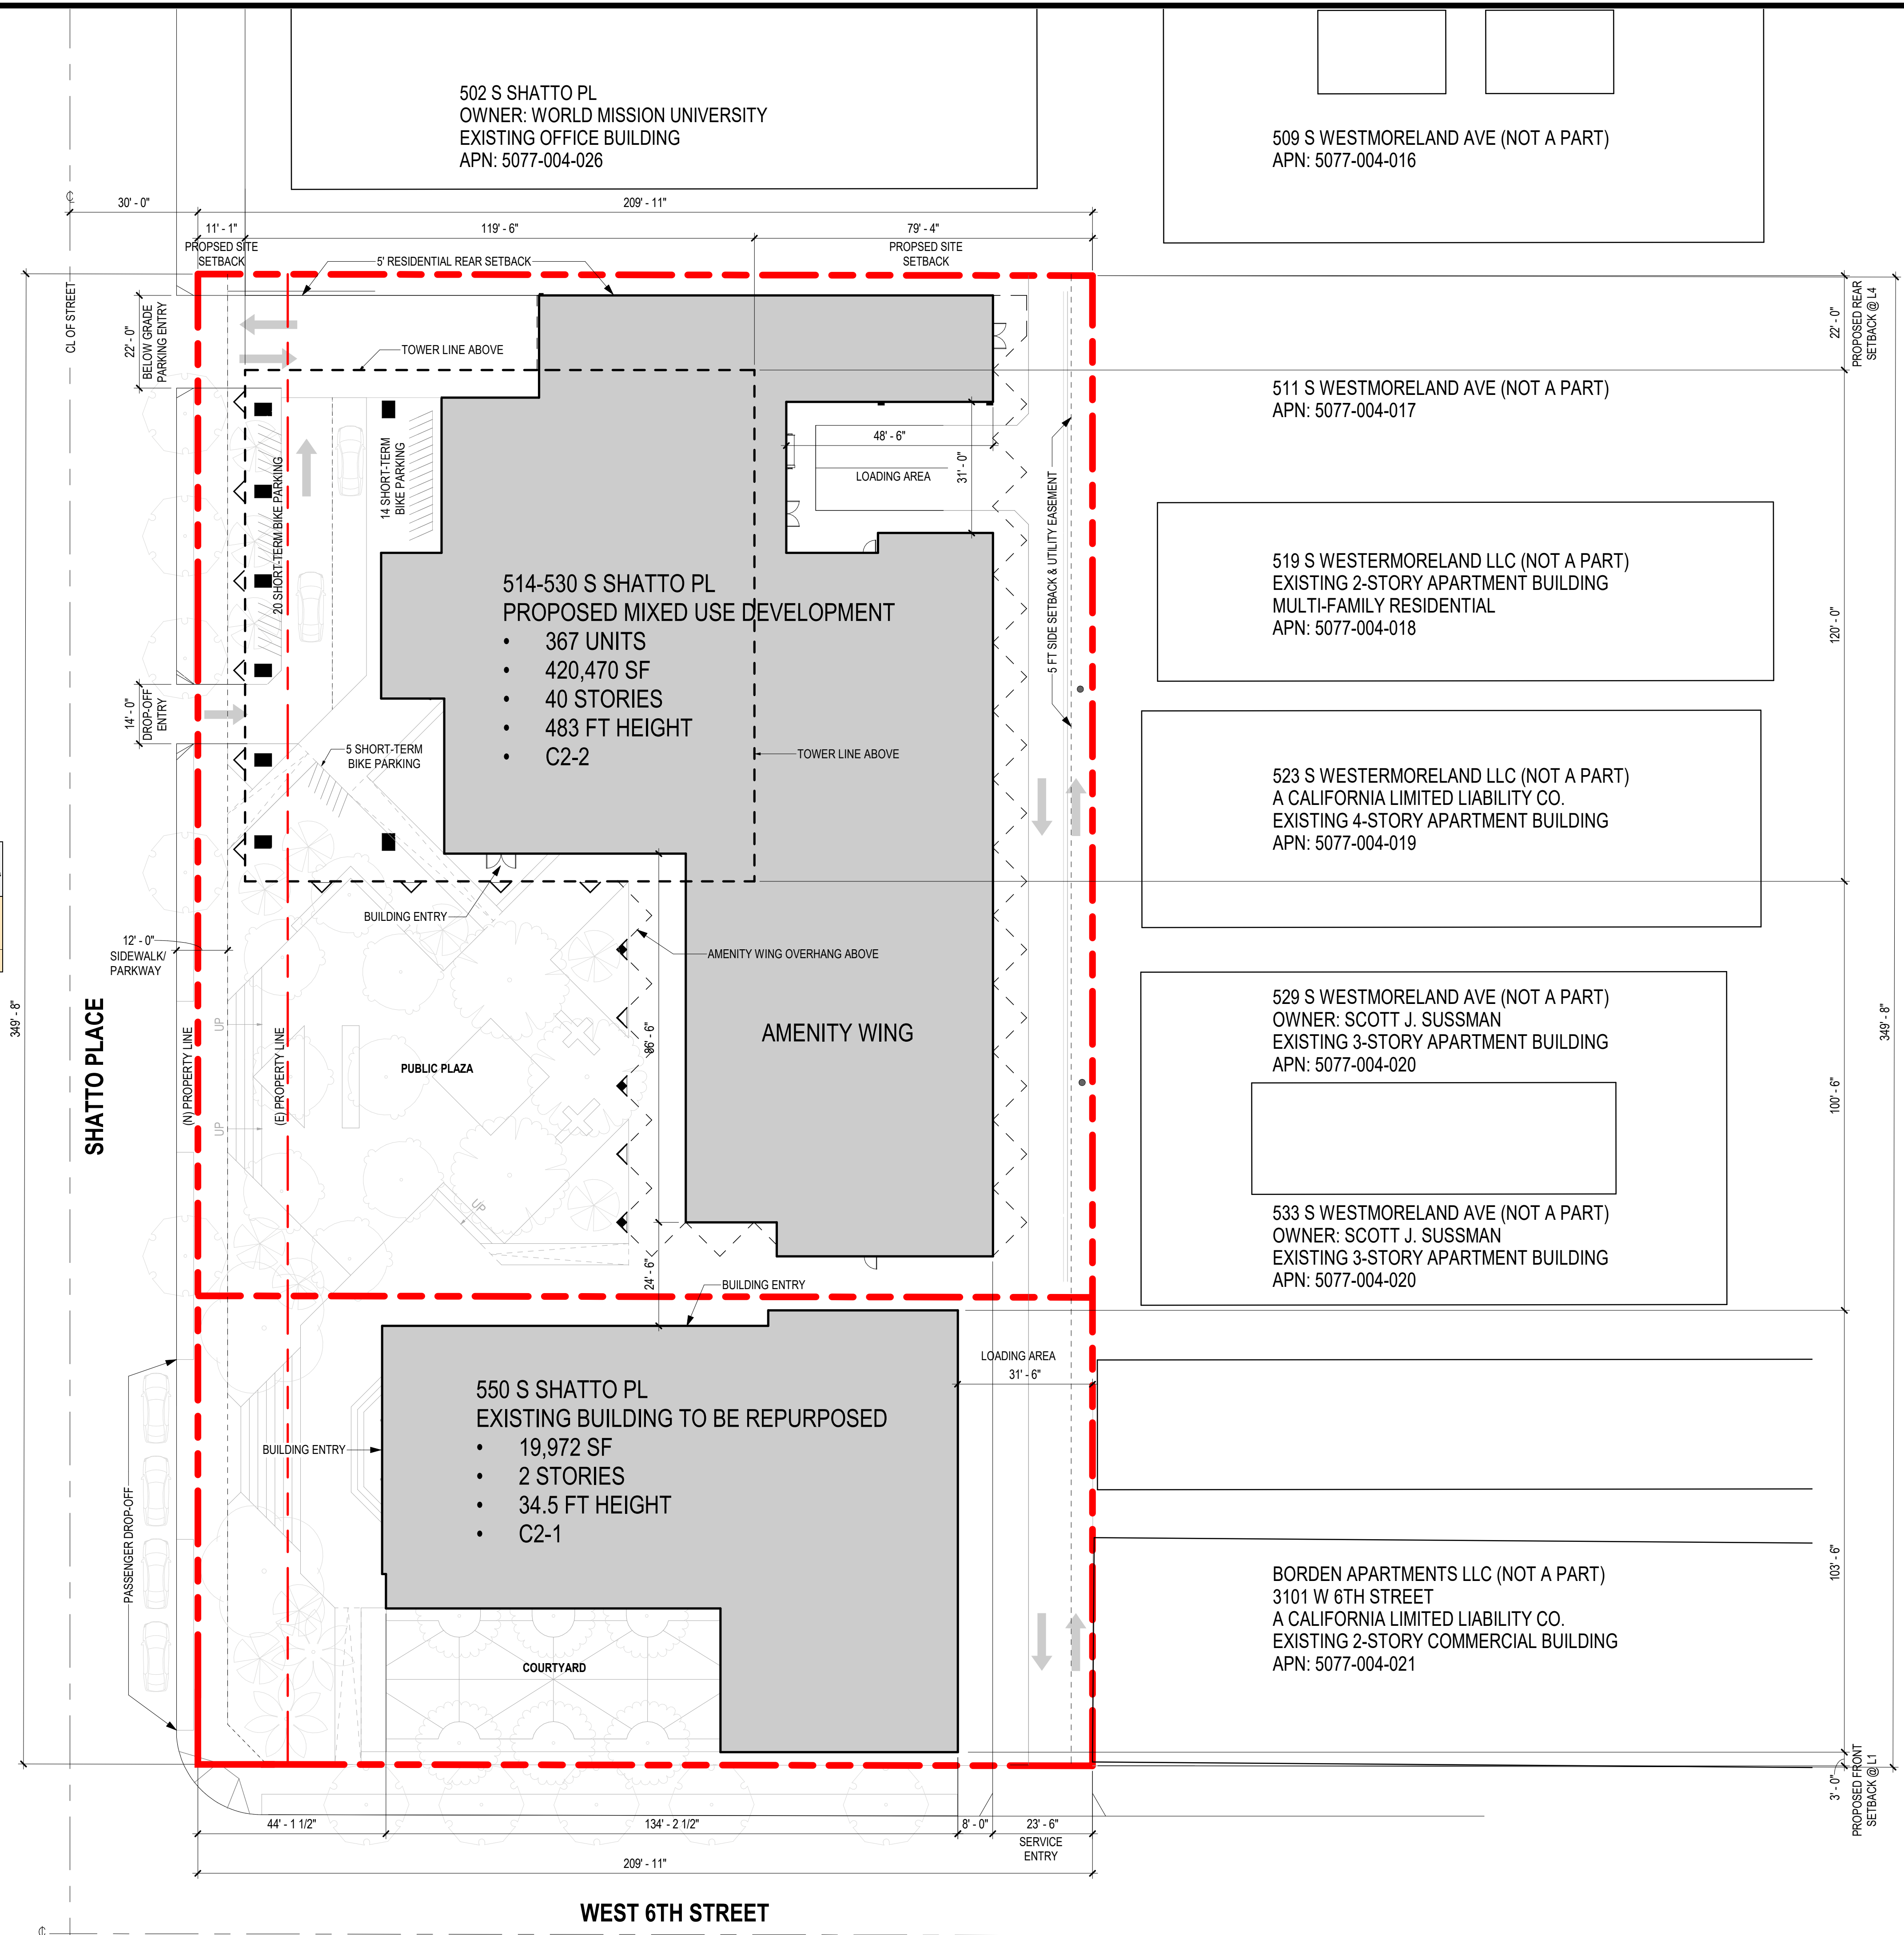 502 S SHATTO PL
OWNER: WORLD MISSION UNIVERSITY
EXISTING OFFICE BUILDING
APN: 5077-004-026
509 S WESTMORELAND AVE (NOT A PART)
APN: 5077-004-016
30' - 0"
209' - 11"
11' - 1"
119' - 6"
79' - 4"
PROPSED SITE
SETBACK
PROPSED SITE
SETBACK
5' RESIDENTIAL REAR SETBACK
CL OF STREET
22' - 0"
BELOW GRADE
PARKING ENTRY
TOWER LINE ABOVE
22' - 0"
PROPOSED REAR
SETBACK @ L4
511 S WESTMORELAND AVE (NOT A PART)
APN: 5077-004-017
20 SHORT-TERM BIKE PARKING
14 SHORT-TERM
BIKE PARKING
48' - 6"
LOADING AREA
31' - 0"
5 FT SIDE SETBACK & UTILITY EASEMENT
519 S WESTERMORELAND LLC (NOT A PART)
EXISTING 2-STORY APARTMENT BUILDING
MULTI-FAMILY RESIDENTIAL
APN: 5077-004-018
120' - 0"
514-530 S SHATTO PL
PROPOSED MIXED USE DEVELOPMENT
• 367 UNITS
• 420,470 SF
• 40 STORIES
• 483 FT HEIGHT
• C2-2
14' - 0"
DROP-OFF
ENTRY
5 SHORT-TERM
BIKE PARKING
TOWER LINE ABOVE
523 S WESTERMORELAND LLC (NOT A PART)
A CALIFORNIA LIMITED LIABILITY CO.
EXISTING 4-STORY APARTMENT BUILDING
APN: 5077-004-019
BUILDING ENTRY
12' - 0"
SIDEWALK/
PARKWAY
AMENITY WING OVERHANG ABOVE
349' - 8"
SHATTO PLACE
(N) PROPERTY LINE
UP
UP
(E) PROPERTY LINE
PUBLIC PLAZA
86' - 6"
AMENITY WING
529 S WESTMORELAND AVE (NOT A PART)
OWNER: SCOTT J. SUSSMAN
EXISTING 3-STORY APARTMENT BUILDING
APN: 5077-004-020
100' - 6"
349' - 8"
UP
533 S WESTMORELAND AVE (NOT A PART)
OWNER: SCOTT J. SUSSMAN
EXISTING 3-STORY APARTMENT BUILDING
APN: 5077-004-020
24' - 6"
BUILDING ENTRY
LOADING AREA
31' - 6"
550 S SHATTO PL
EXISTING BUILDING TO BE REPURPOSED
• 19,972 SF
• 2 STORIES
• 34.5 FT HEIGHT
• C2-1
BUILDING ENTRY
PASSENGER DROP-OFF
COURTYARD
BORDEN APARTMENTS LLC (NOT A PART)
3101 W 6TH STREET
A CALIFORNIA LIMITED LIABILITY CO.
EXISTING 2-STORY COMMERCIAL BUILDING
APN: 5077-004-021
103' - 6"
3' - 0"
PROPOSED FRONT
SETBACK @ L1
44' - 1 1/2"
134' - 2 1/2"
8' - 0"
23' - 6"
SERVICE
ENTRY
209' - 11"
WEST 6TH STREET